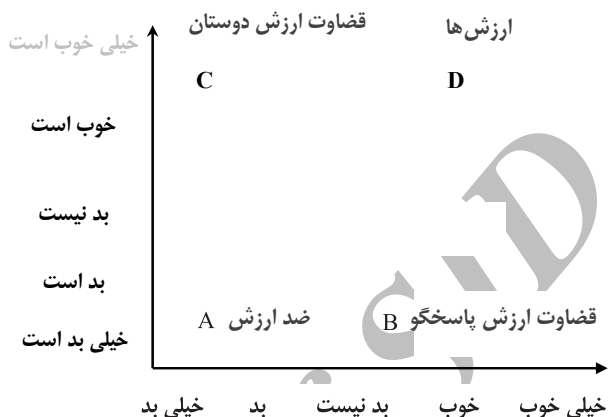 قضاوت ارزش دوستان ارزش‌ها
خیلی خوب است
C D
خوب است
بد نیست
بد است
ضد ارزش A قضاوت ارزش پاسخگو B
خیلی بد است
خیلی بد بد بد نیست خوب خیلی خوب